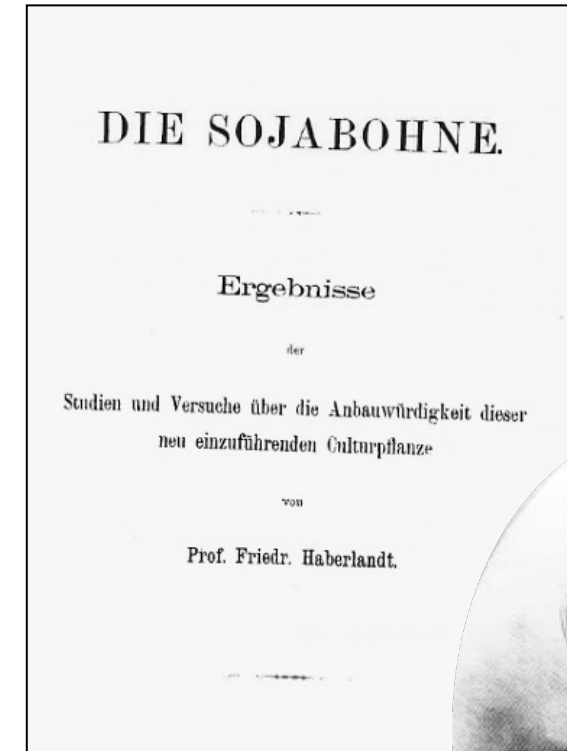 DIE SOJABOHNE.
Ergebnisse
der
Studien und Versuche über die Anbauwürdigkeit dieser
neu einzuführenden Culturpflanze
von
Prof. Friedr. Haberlandt.